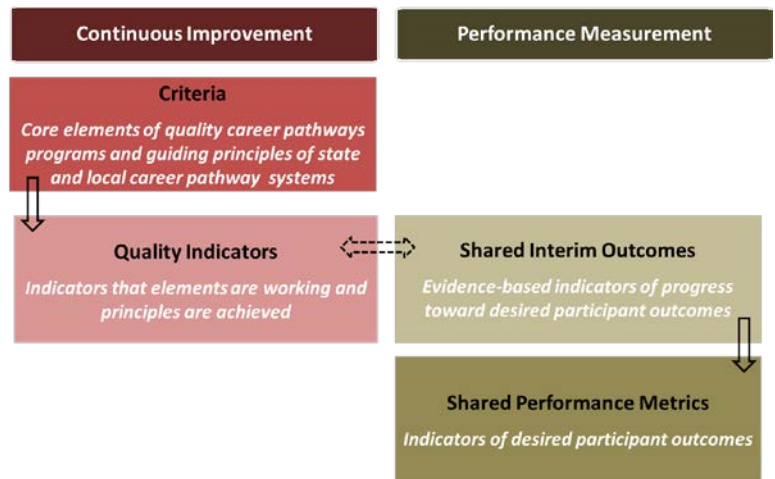 Continuous Improvement
Performance Measurement
Criteria
Core elements of quality career pathways
programs and guiding principles of state
and local career pathway systems
Quality Indicators
Indicators that elements are working and
principles are achieved
Shared Interim Outcomes
Evidence-based indicators of progress
toward desired participant outcomes
Shared Performance Metrics
Indicators of desired participant outcomes